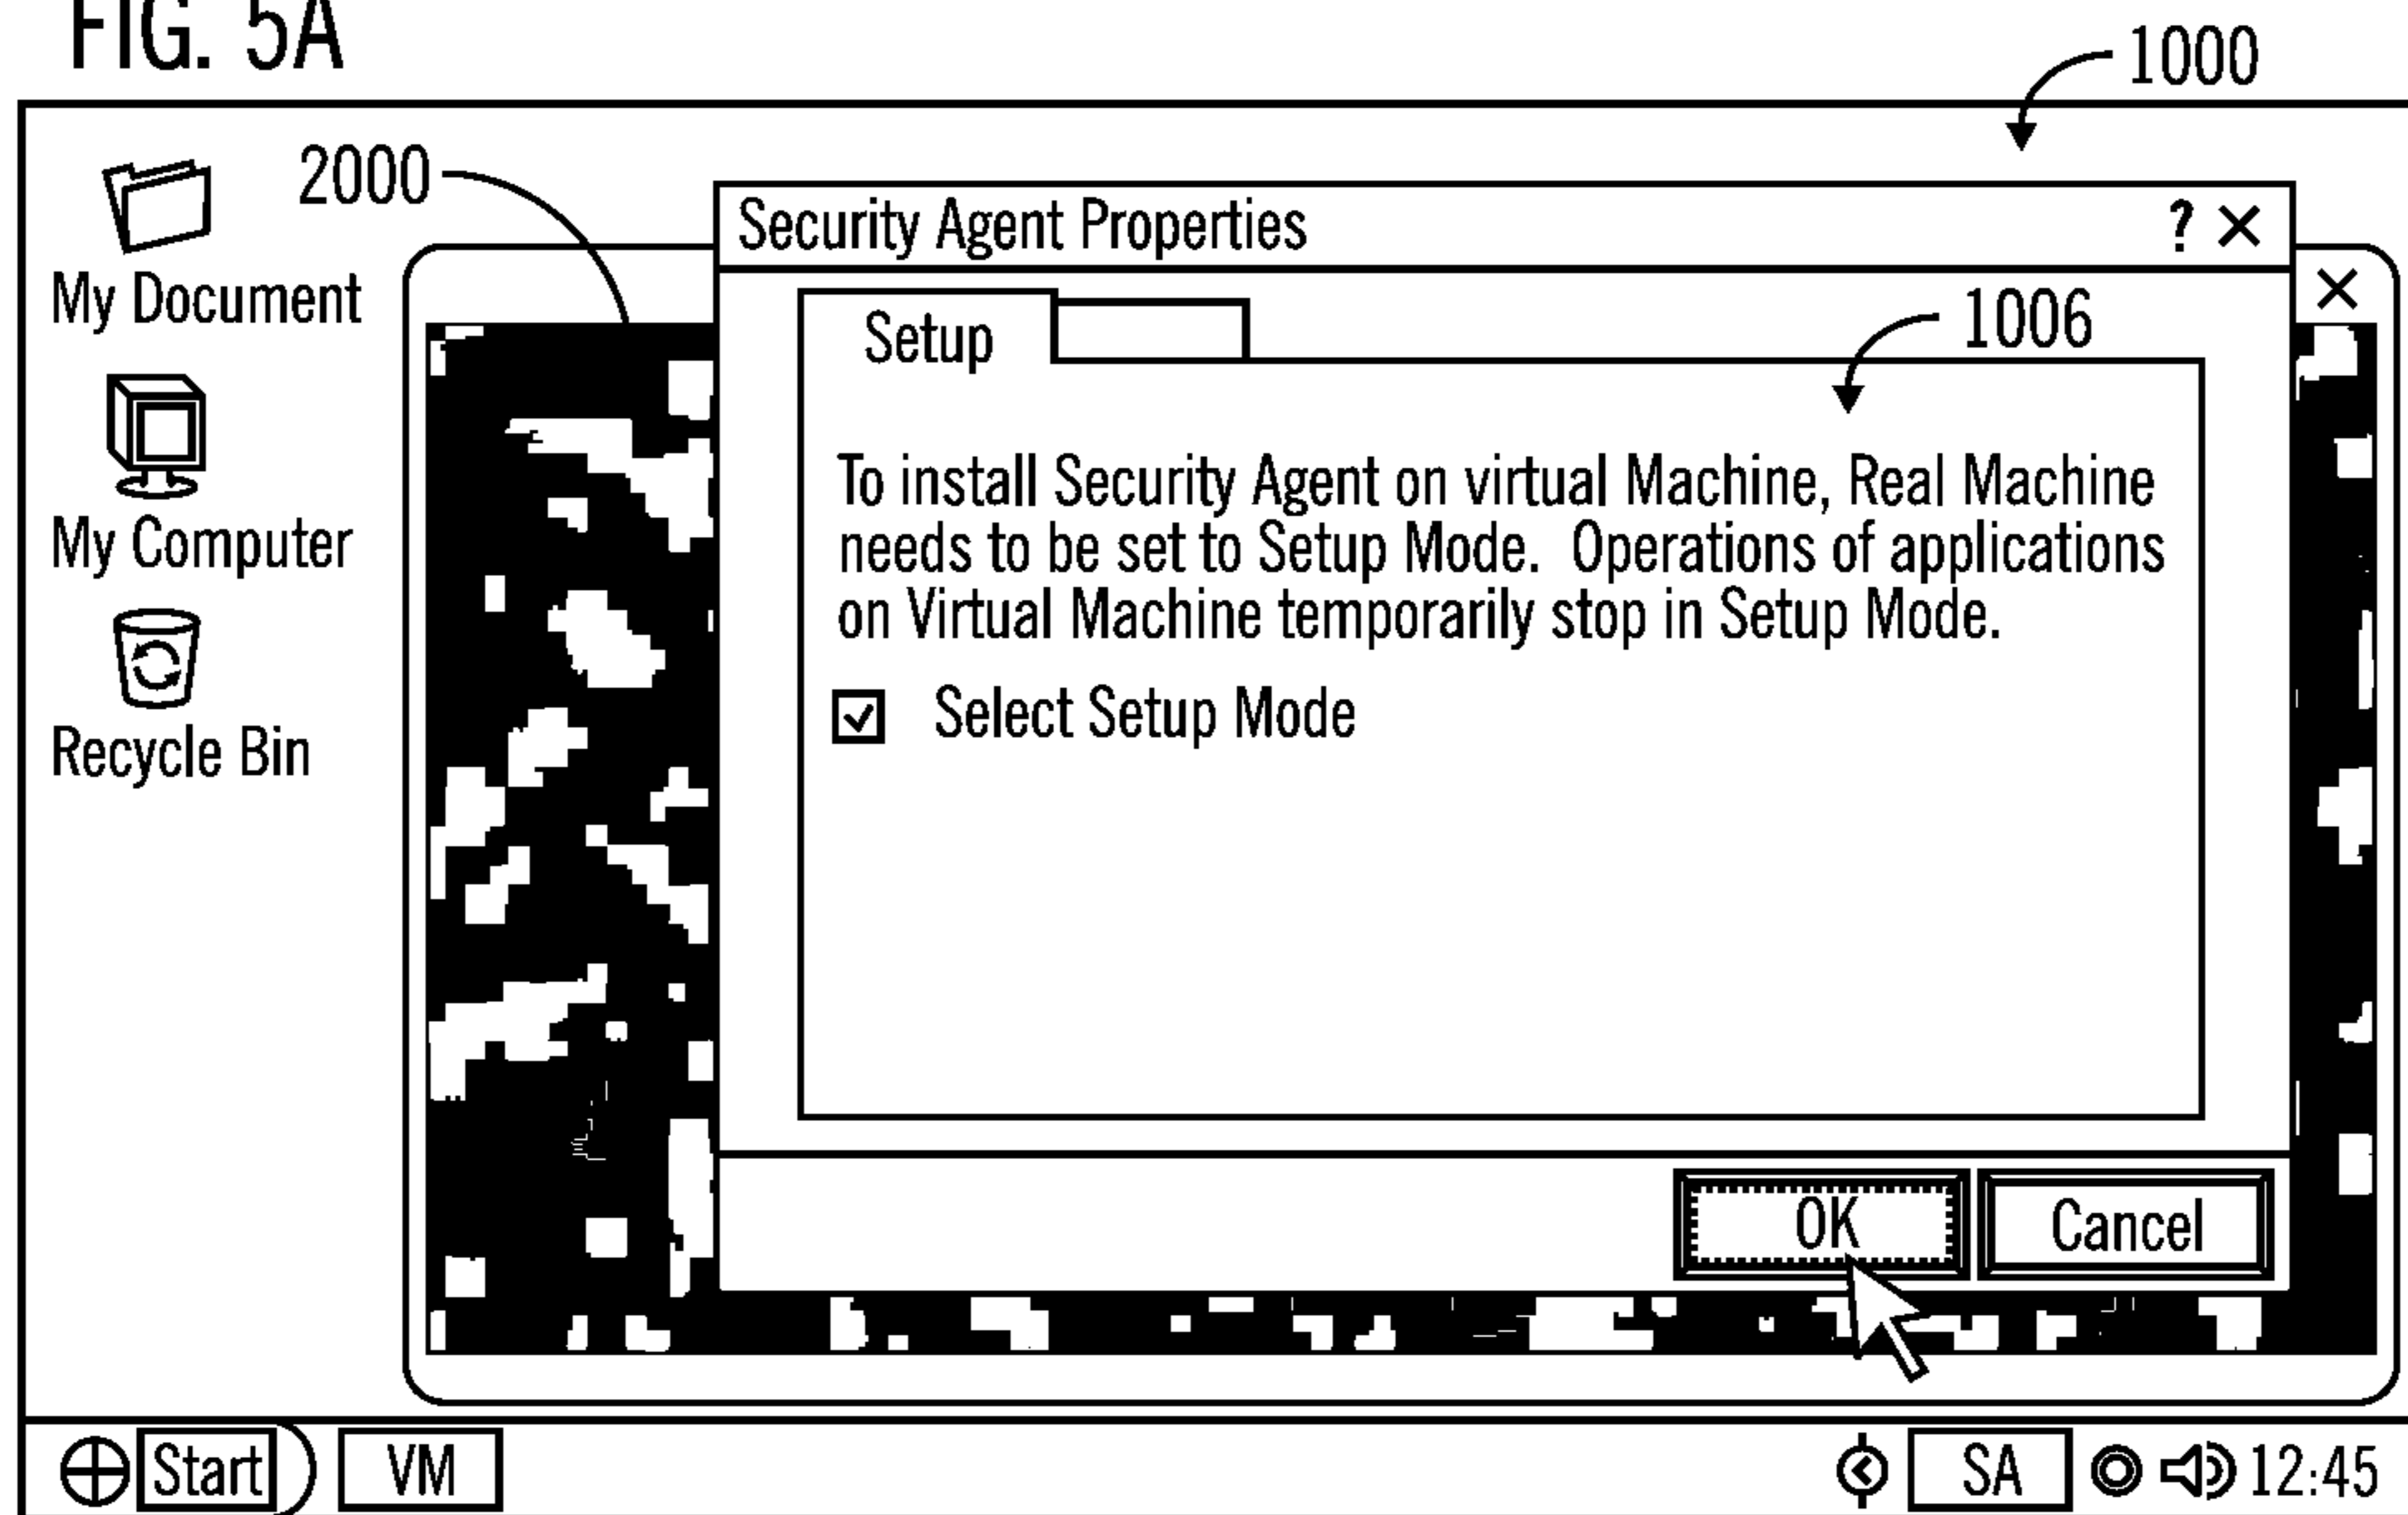 FIG. 5A
1000
2000
My Document
My Computer
Recycle Bin
Security Agent Properties ?
Setup
1006
To install Security Agent on virtual Machine, Real Machine
needs to be set to Setup Mode. Operations of applications
on Virtual Machine temporarily stop in Setup Mode.
Select Setup Mode
OK Cancel
Start VM SA 12:45